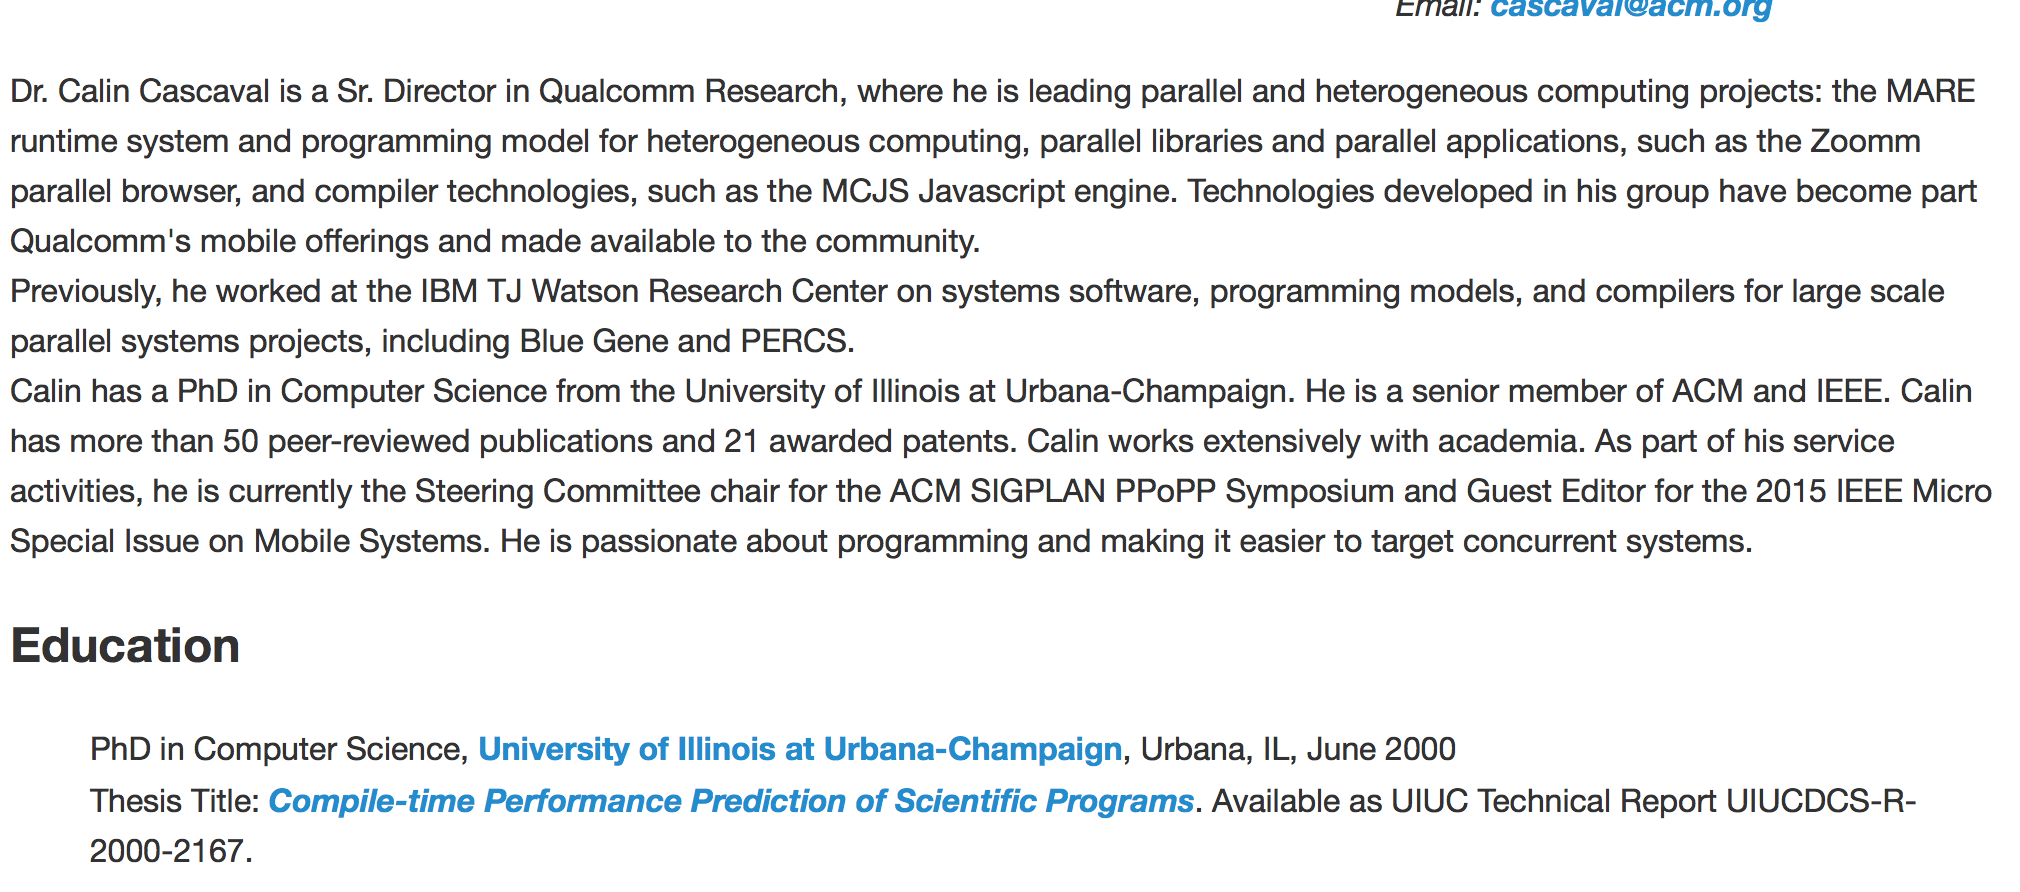 Email: cascaval@acm.org
Dr. Calin Cascaval is a Sr. Director in Qualcomm Research, where he is leading parallel and heterogeneous computing projects: the MARE
runtime system and programming model for heterogeneous computing, parallel libraries and parallel applications, such as the Zoomm
parallel browser, and compiler technologies, such as the MCJS Javascript engine. Technologies developed in his group have become part
Qualcomm's mobile offerings and made available to the community.
Previously, he worked at the IBM TJ Watson Research Center on systems software, programming models, and compilers for large scale
parallel systems projects, including Blue Gene and PERCS.
Calin has a PhD in Computer Science from the University of Illinois at Urbana-Champaign. He is a senior member of ACM and IEEE. Calin
has more than 50 peer-reviewed publications and 21 awarded patents. Calin works extensively with academia. As part of his service
activities, he is currently the Steering Committee chair for the ACM SIGPLAN PPoPP Symposium and Guest Editor for the 2015 IEEE Micro
Special Issue on Mobile Systems. He is passionate about programming and making it easier to target concurrent systems.
Education
PhD in Computer Science, University of Illinois at Urbana-Champaign, Urbana, IL, June 2000
Thesis Title: Compile-time Performance Prediction of Scientific Programs. Available as UIUC Technical Report UIUCDCS-R-
2000-2167.